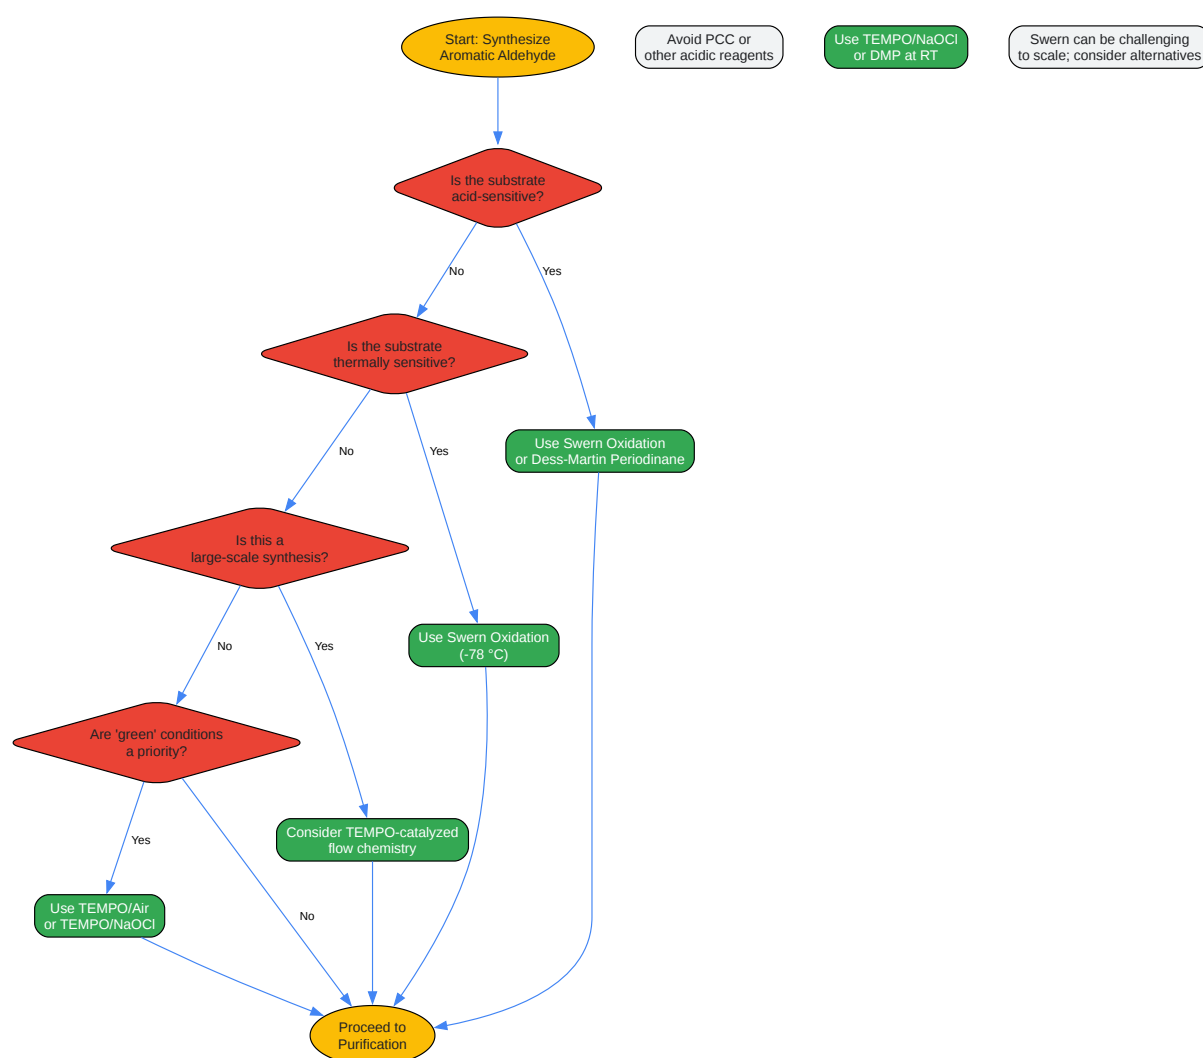 Start: Synthesize
Aromatic Aldehyde
Avoid PCC or
other acidic reagents
Use TEMPO/NaOCl
or DMP at RT
Swern can be challenging
to scale; consider alternatives
Is the substrate
acid-sensitive?
No
Yes
Is the substrate
thermally sensitive?
No
Yes
Use Swern Oxidation
or Dess-Martin Periodinane
Is this a
large-scale synthesis?
No
Yes
Use Swern Oxidation
(-78 °C)
Are 'green' conditions
a priority?
Yes
No
Consider TEMPO-catalyzed
flow chemistry
Use TEMPO/Air
or TEMPO/NaOCl
Proceed to
Purification